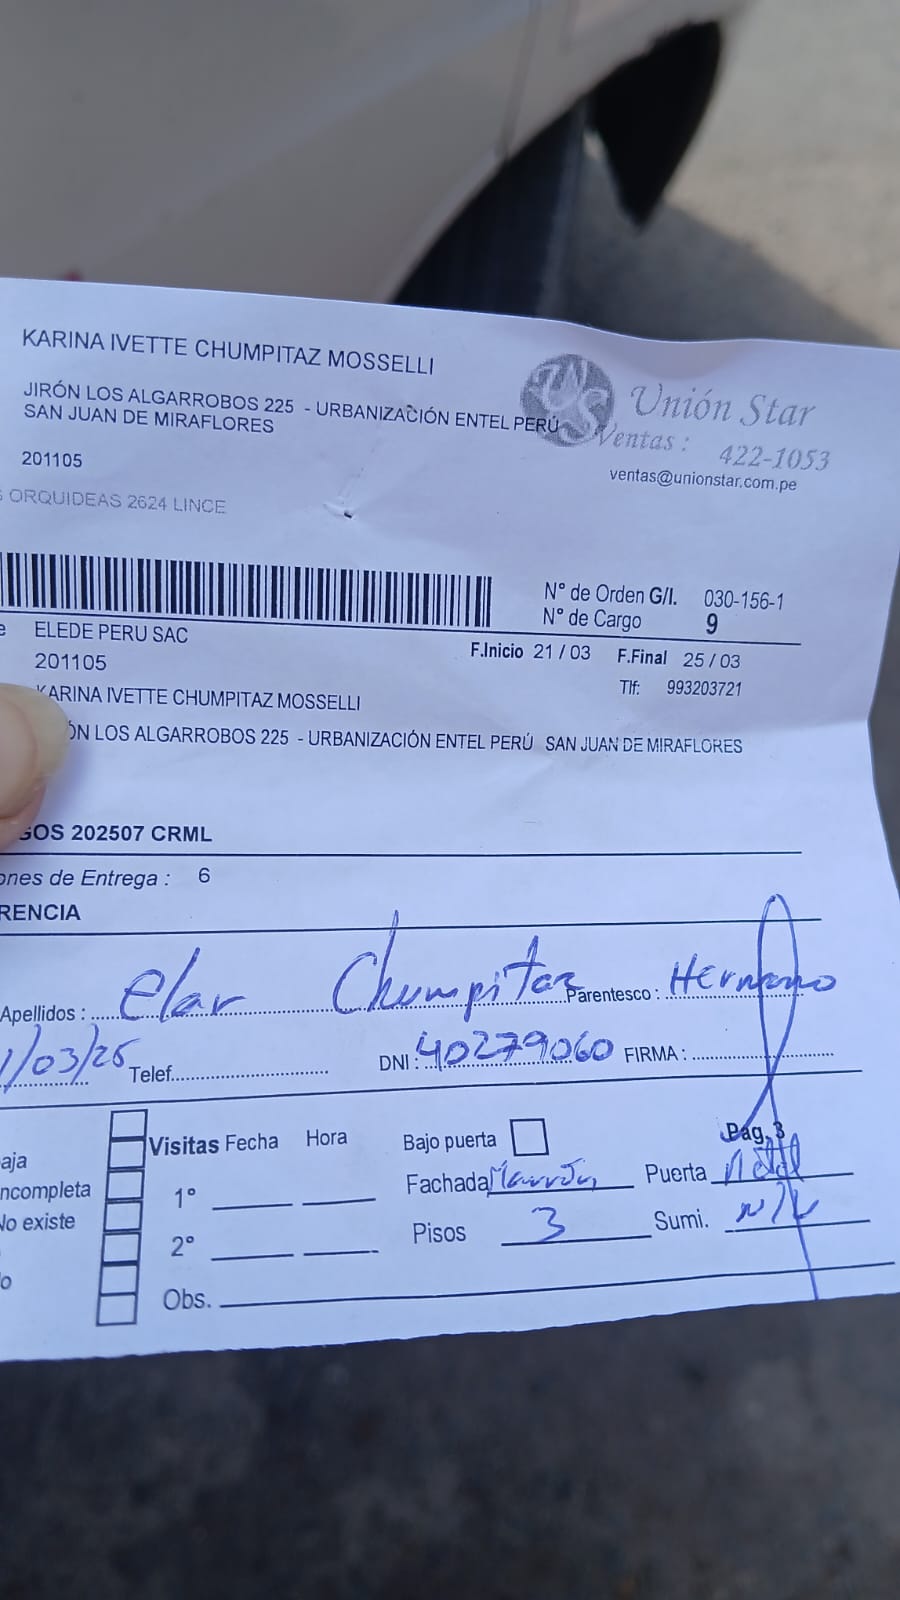 KARINA IVETTE CHUMPITAZ MOSSELLI
JIRÓN LOS ALGARROBOS 225 - URBANIZACIÓN ENTEL PERÚ
SAN JUAN DE MIRAFLORES
201105
S ORQUIDEAS 2624 LINCE
Unión Star
Ventas : 422-1053
ventas@unionstar.com.pe
N° de Orden G/I. 030-156-1
N° de Cargo 9
e ELEDE PERU SAC
F.Inicio 21 / 03 F.Final 25 / 03
201105
Tlf: 993203721
KARINA IVETTE CHUMPITAZ MOSSELLI
ÓN LOS ALGARROBOS 225 - URBANIZACIÓN ENTEL PERÚ SAN JUAN DE MIRAFLORES
GOS 202507 CRML
ones de Entrega : 6
RENCIA
Apellidos : Elar Chumpitaz Parentesco : Hermano
1/03/25 Telef. DNI : 40279060 FIRMA :
Pag. 3
Visitas Fecha Hora Bajo puerta
aja
Fachada Marrón Puerta Metal
ncompleta
1°
No existe
Pisos 3 Sumi. N/V
2°
o
Obs.